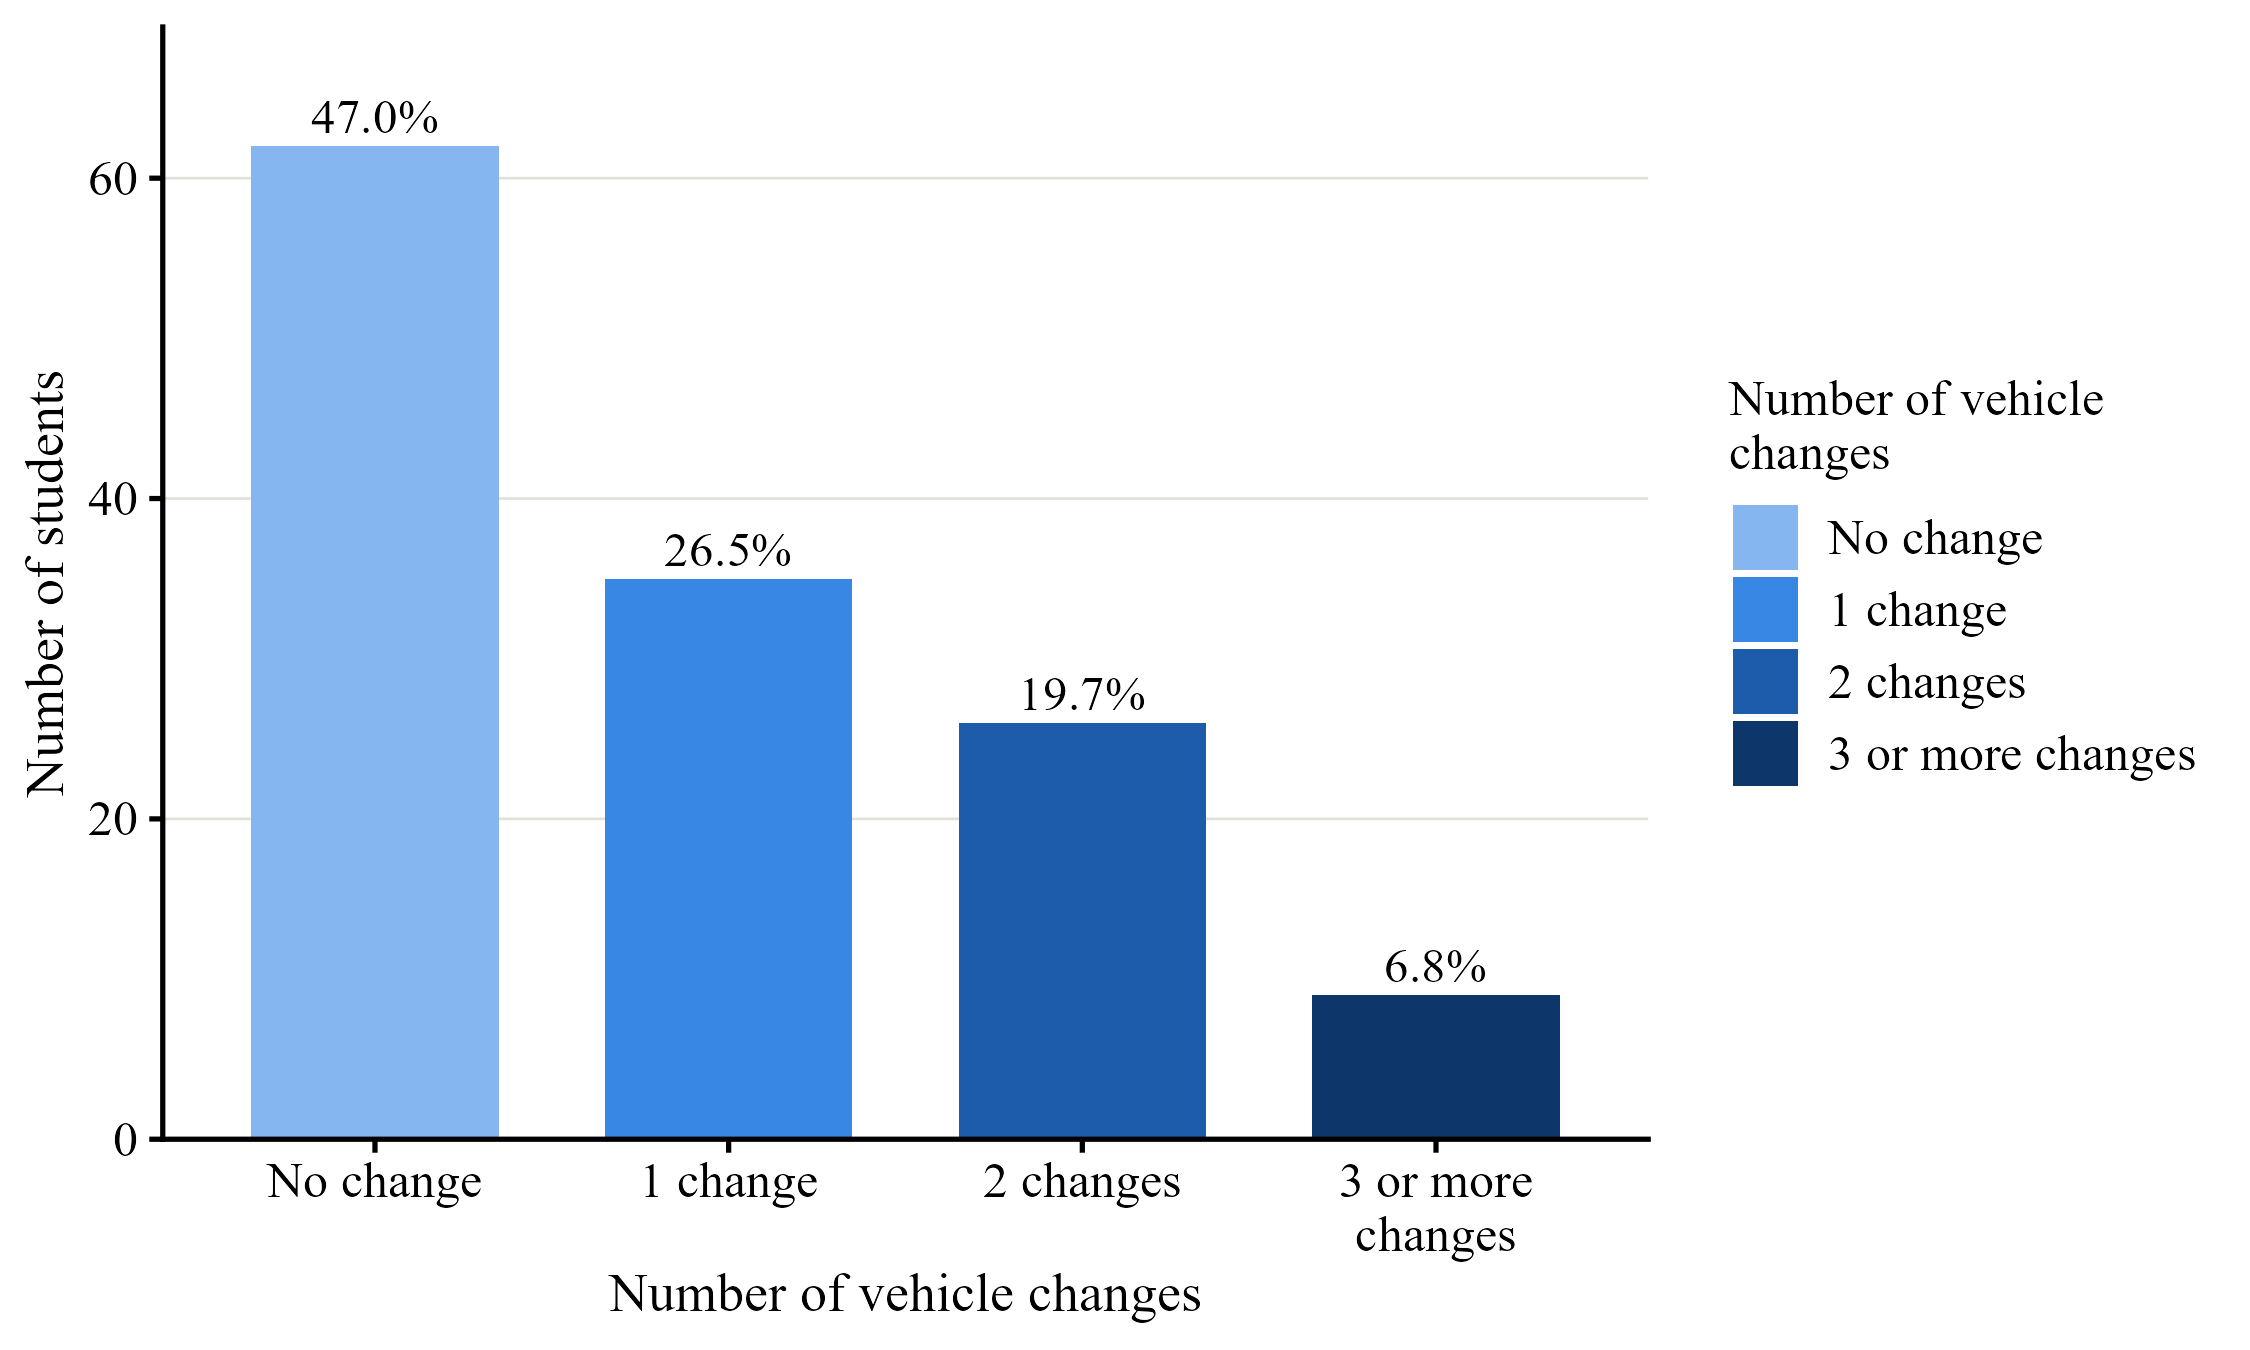 47.0%
60
26.5%
40
19.7%
20
6.8%
0
Number of students
No change
1 change
2 changes
3 or more
changes
Number of vehicle changes
Number of vehicle
changes
No change
1 change
2 changes
3 or more changes